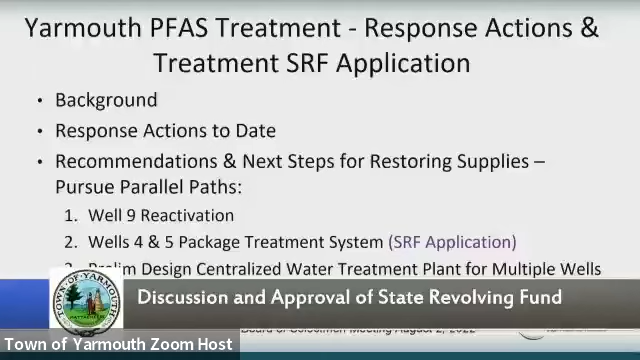 Yarmouth PFAS Treatment - Response Actions &
Treatment SRF Application
• Background
• Response Actions to Date
• Recommendations & Next Steps for Restoring Supplies –
Pursue Parallel Paths:
1. Well 9 Reactivation
2. Wells 4 & 5 Package Treatment System (SRF Application)
Prelim Design Centralized Water Treatment Plant for Multiple Wells
TOWN OF YARMOUTH
Discussion and Approval of State Revolving Fund
Meeting August 2, 2022
Town of Yarmouth Zoom Host